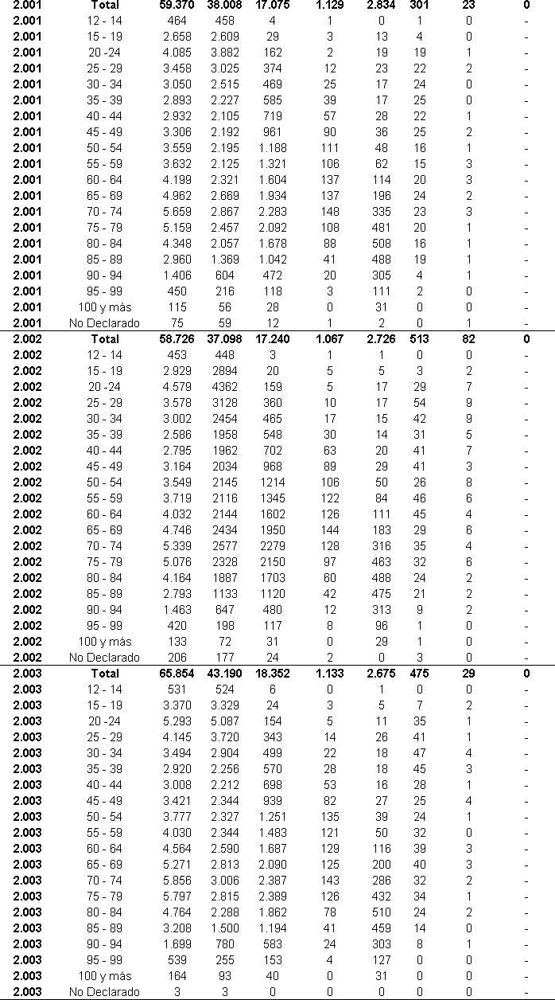 2.001 Total 59.370 38.008 17.075 1.129 2.834 301 23 0
2.001 12 - 14 464 458 4 1 0 1 0 -
2.001 15 - 19 2.658 2.609 29 3 13 4 0 -
2.001 20 -24 4.085 3.882 162 2 19 19 1 -
2.001 25 - 29 3.458 3.025 374 12 23 22 2 -
2.001 30 - 34 3.050 2.515 469 25 17 24 0 -
2.001 35 - 39 2.893 2.227 585 39 17 25 0 -
2.001 40 - 44 2.932 2.105 719 57 28 22 1 -
2.001 45 - 49 3.306 2.192 961 90 36 25 2 -
2.001 50 - 54 3.559 2.195 1.188 111 48 16 1 -
2.001 55 - 59 3.632 2.125 1.321 106 62 15 3 -
2.001 60 - 64 4.199 2.321 1.604 137 114 20 3 -
2.001 65 - 69 4.962 2.669 1.934 137 196 24 2 -
2.001 70 - 74 5.659 2.867 2.283 148 335 23 3 -
2.001 75 - 79 5.159 2.457 2.092 108 481 20 1 -
2.001 80 - 84 4.348 2.057 1.678 88 508 16 1 -
2.001 85 - 89 2.960 1.369 1.042 41 488 19 1 -
2.001 90 - 94 1.406 604 472 20 305 4 1 -
2.001 95 - 99 450 216 118 3 111 2 0 -
2.001 100 y más 115 56 28 0 31 0 0 -
2.001 No Declarado 75 59 12 1 2 0 1 -
2.002 Total 58.726 37.098 17.240 1.067 2.726 513 82 0
2.002 12 - 14 453 448 3 1 1 0 0 -
2.002 15 - 19 2.929 2894 20 5 5 3 2 -
2.002 20 -24 4.579 4362 159 5 17 29 7 -
2.002 25 - 29 3.578 3128 360 10 17 54 9 -
2.002 30 - 34 3.002 2454 465 17 15 42 9 -
2.002 35 - 39 2.586 1958 548 30 14 31 5 -
2.002 40 - 44 2.795 1962 702 63 20 41 7 -
2.002 45 - 49 3.164 2034 968 89 29 41 3 -
2.002 50 - 54 3.549 2145 1214 106 50 26 8 -
2.002 55 - 59 3.719 2116 1345 122 84 46 6 -
2.002 60 - 64 4.032 2144 1602 126 111 45 4 -
2.002 65 - 69 4.746 2434 1950 144 183 29 6 -
2.002 70 - 74 5.339 2577 2279 128 316 35 4 -
2.002 75 - 79 5.076 2328 2150 97 463 32 6 -
2.002 80 - 84 4.164 1887 1703 60 488 24 2 -
2.002 85 - 89 2.793 1133 1120 42 475 21 2 -
2.002 90 - 94 1.463 647 480 12 313 9 2 -
2.002 95 - 99 420 198 117 8 96 1 0 -
2.002 100 y más 133 72 31 0 29 1 0 -
2.002 No Declarado 206 177 24 2 0 3 0 -
2.003 Total 65.854 43.190 18.352 1.133 2.675 475 29 0
2.003 12 - 14 531 524 6 0 1 0 0 -
2.003 15 - 19 3.370 3.329 24 3 5 7 2 -
2.003 20 -24 5.293 5.087 154 5 11 35 1 -
2.003 25 - 29 4.145 3.720 343 14 26 41 1 -
2.003 30 - 34 3.494 2.904 499 22 18 47 4 -
2.003 35 - 39 2.920 2.256 570 28 18 45 3 -
2.003 40 - 44 3.008 2.212 698 53 16 28 1 -
2.003 45 - 49 3.421 2.344 939 82 27 25 4 -
2.003 50 - 54 3.777 2.327 1.251 135 39 24 1 -
2.003 55 - 59 4.030 2.344 1.483 121 50 32 0 -
2.003 60 - 64 4.564 2.590 1.687 129 116 39 3 -
2.003 65 - 69 5.271 2.813 2.090 125 200 40 3 -
2.003 70 - 74 5.856 3.006 2.387 143 286 32 2 -
2.003 75 - 79 5.797 2.815 2.389 126 432 34 1 -
2.003 80 - 84 4.764 2.288 1.862 78 510 24 2 -
2.003 85 - 89 3.208 1.500 1.194 41 459 14 0 -
2.003 90 - 94 1.699 780 583 24 303 8 1 -
2.003 95 - 99 539 255 153 4 127 0 0 -
2.003 100 y más 164 93 40 0 31 0 0 -
2.003 No Declarado 3 3 0 0 0 0 0 -